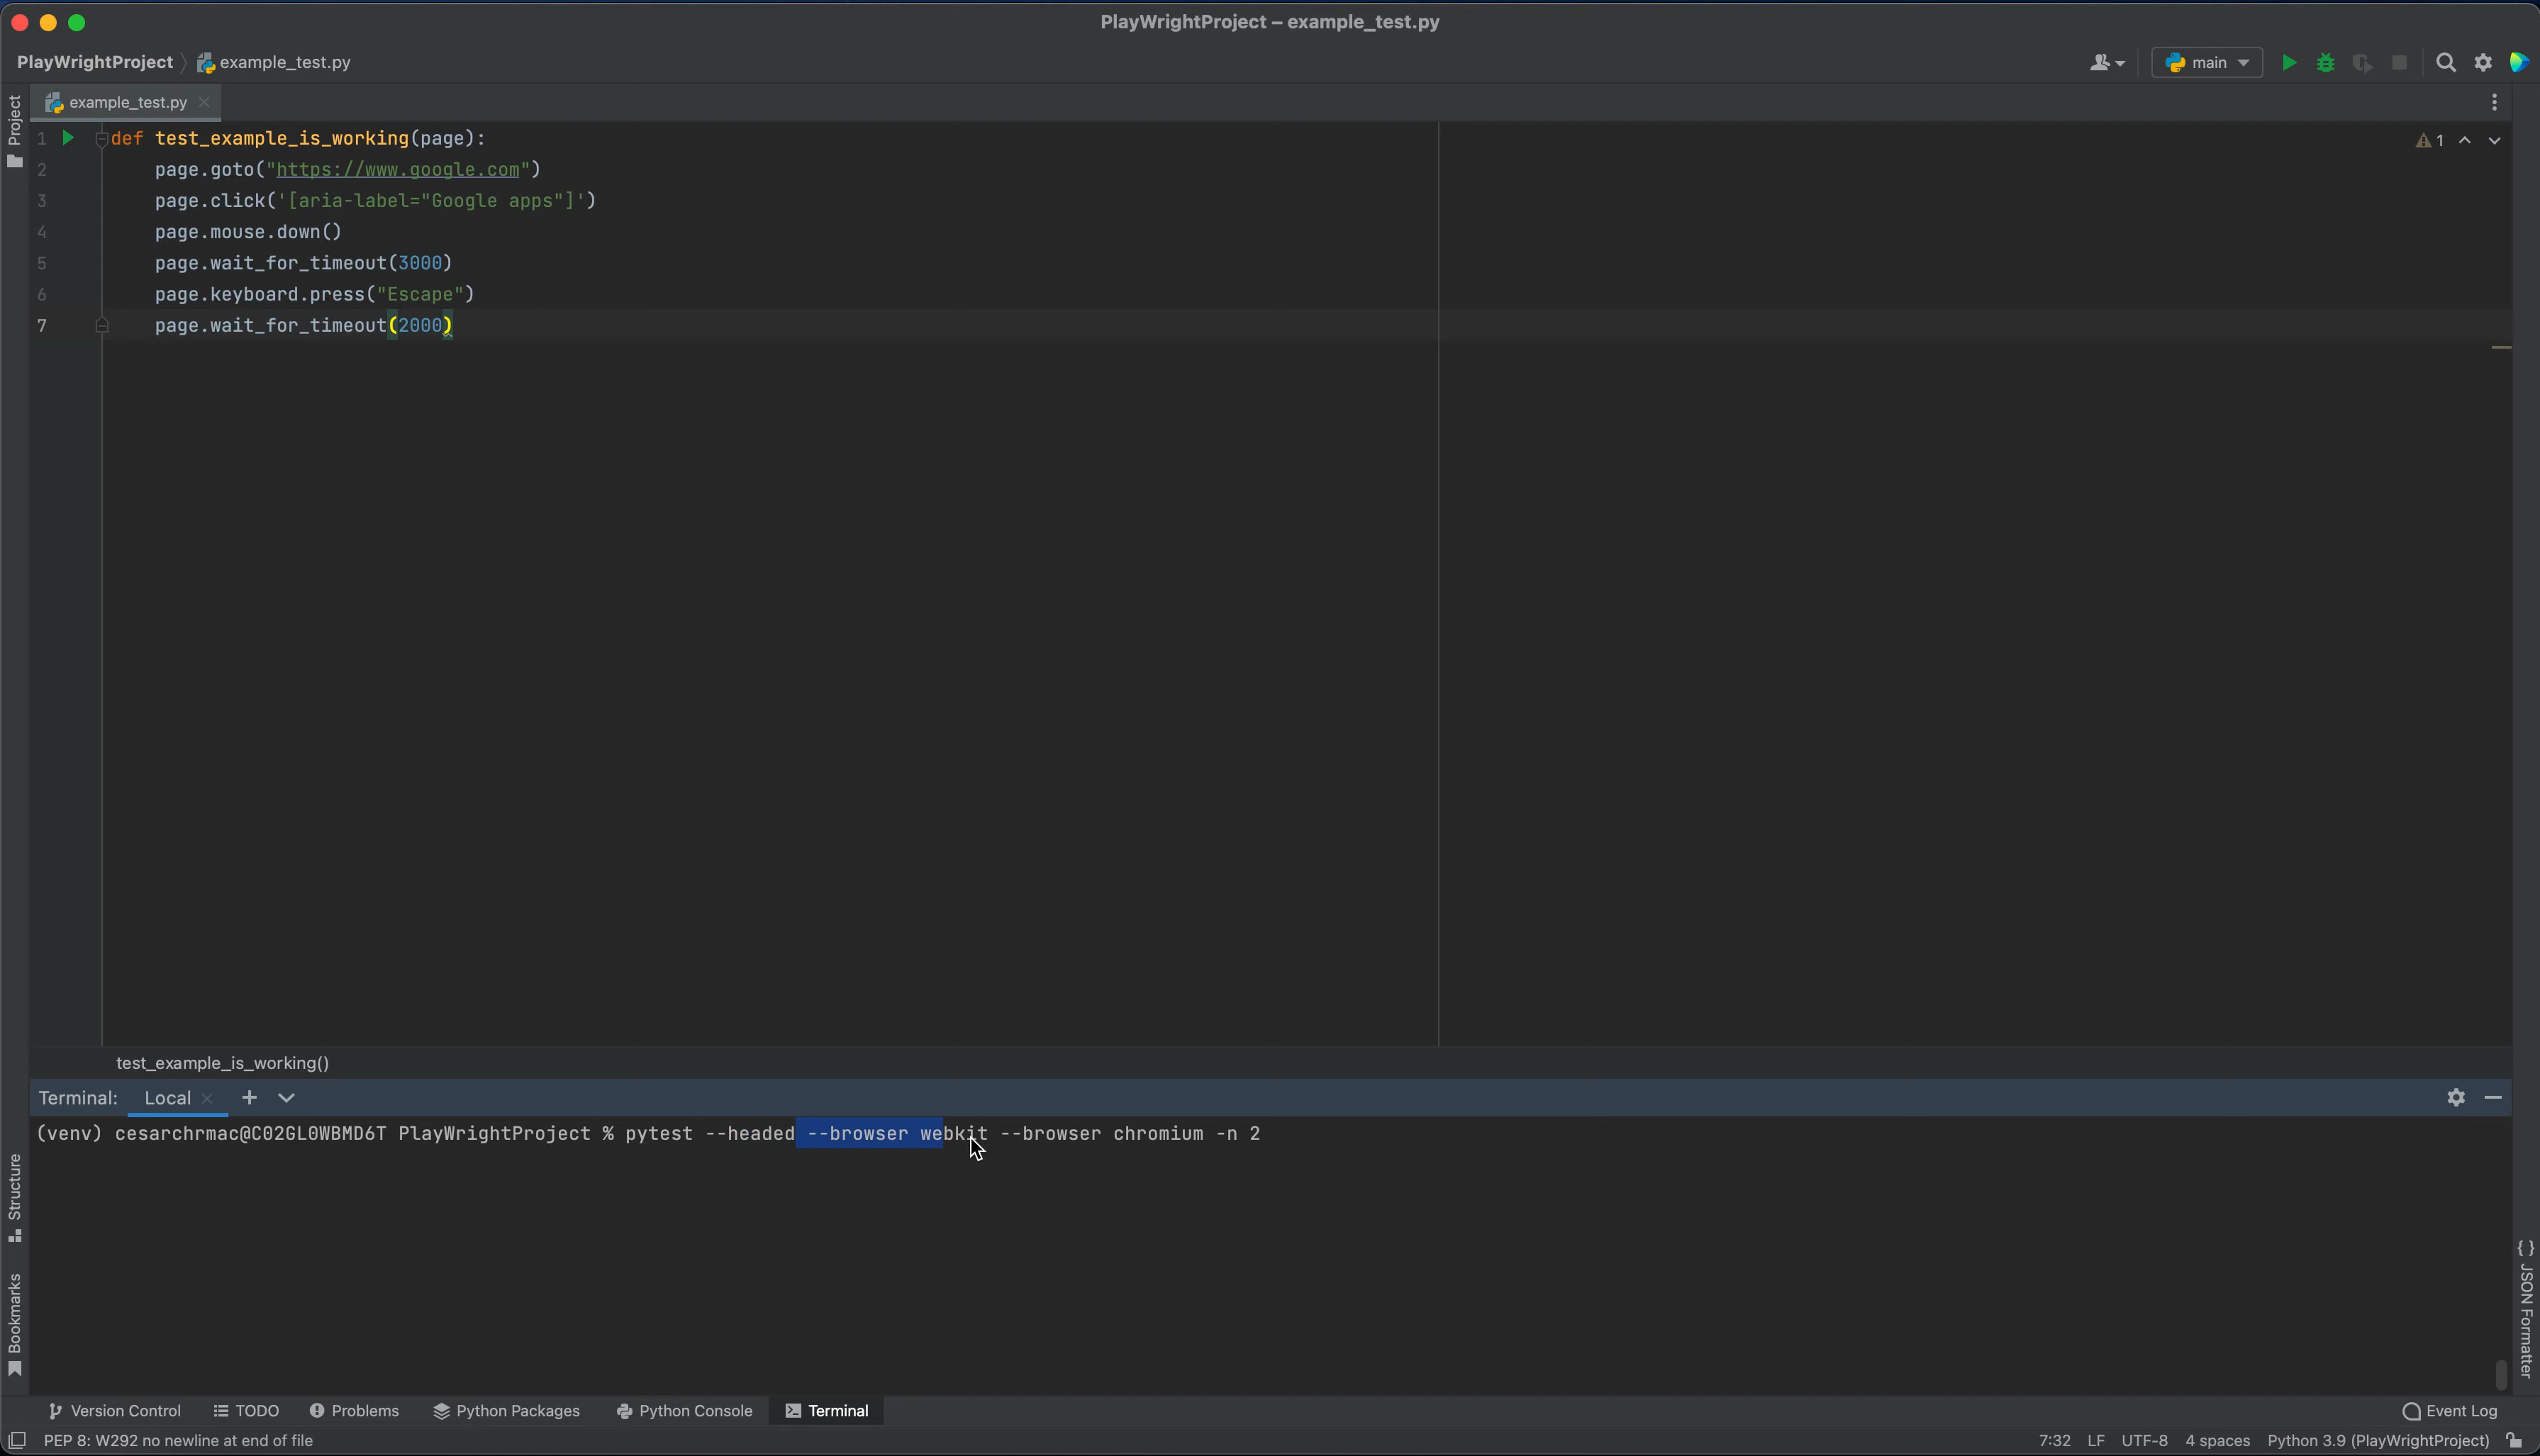 PlayWrightProject – example_test.py
PlayWrightProject example_test.py
main
Project
example_test.py
1 def test_example_is_working(page):
2 page.goto("https://www.google.com")
3 page.click('[aria-label="Google apps"]')
4 page.mouse.down()
5 page.wait_for_timeout(3000)
6 page.keyboard.press("Escape")
7 page.wait_for_timeout(2000)
1
test_example_is_working()
Terminal: Local
(venv) cesarchrmac@C02GL0WBMD6T PlayWrightProject % pytest --headed --browser webkit --browser chromium -n 2
Structure
Bookmarks
{ } JSON Formatter
Version Control TODO Problems Python Packages Python Console Terminal Event Log
PEP 8: W292 no newline at end of file 7:32 LF UTF-8 4 spaces Python 3.9 (PlayWrightProject)